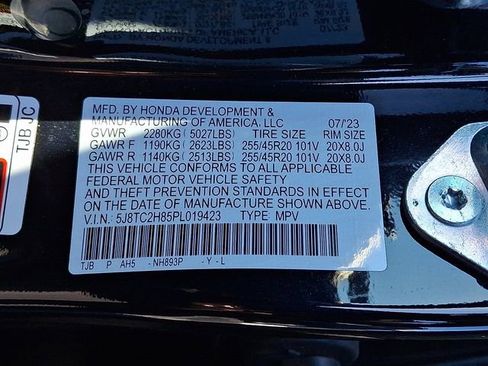 MFD. BY HONDA DEVELOPMENT &
MANUFACTURING OF AMERICA, LLC 07/'23
GVWR 2280KG (5027LBS) TIRE SIZE RIM SIZE
GAWR F 1190KG (2623LBS) 255/45R20 101V 20X8.0J
GAWR R 1140KG (2513LBS) 255/45R20 101V 20X8.0J
THIS VEHICLE CONFORMS TO ALL APPLICABLE
FEDERAL MOTOR VEHICLE SAFETY
AND THEFT PREVENTION STANDARDS IN EFFECT
ON THE DATE OF MANUFACTURE SHOWN ABOVE.
V.I.N.: 5J8TC2H85PL019423 TYPE: MPV
TJB P AH5 -NH893P -Y-L
TJB JC